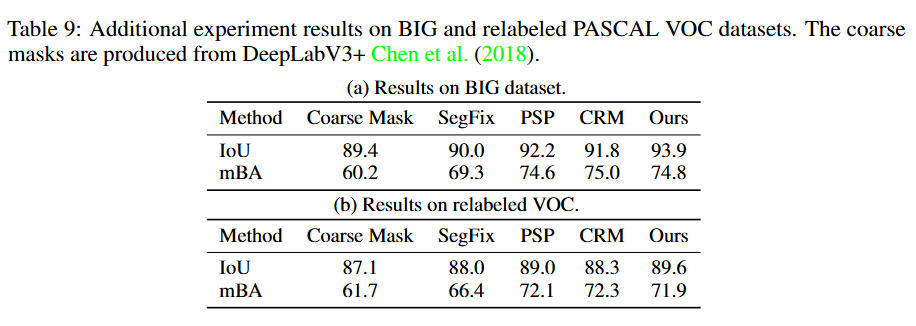 Table 9: Additional experiment results on BIG and relabeled PASCAL VOC datasets. The coarse
masks are produced from DeepLabV3+ Chen et al. (2018).
(a) Results on BIG dataset.
Method Coarse Mask SegFix PSP CRM Ours
IoU 89.4 90.0 92.2 91.8 93.9
mBA 60.2 69.3 74.6 75.0 74.8
(b) Results on relabeled VOC.
Method Coarse Mask SegFix PSP CRM Ours
IoU 87.1 88.0 89.0 88.3 89.6
mBA 61.7 66.4 72.1 72.3 71.9